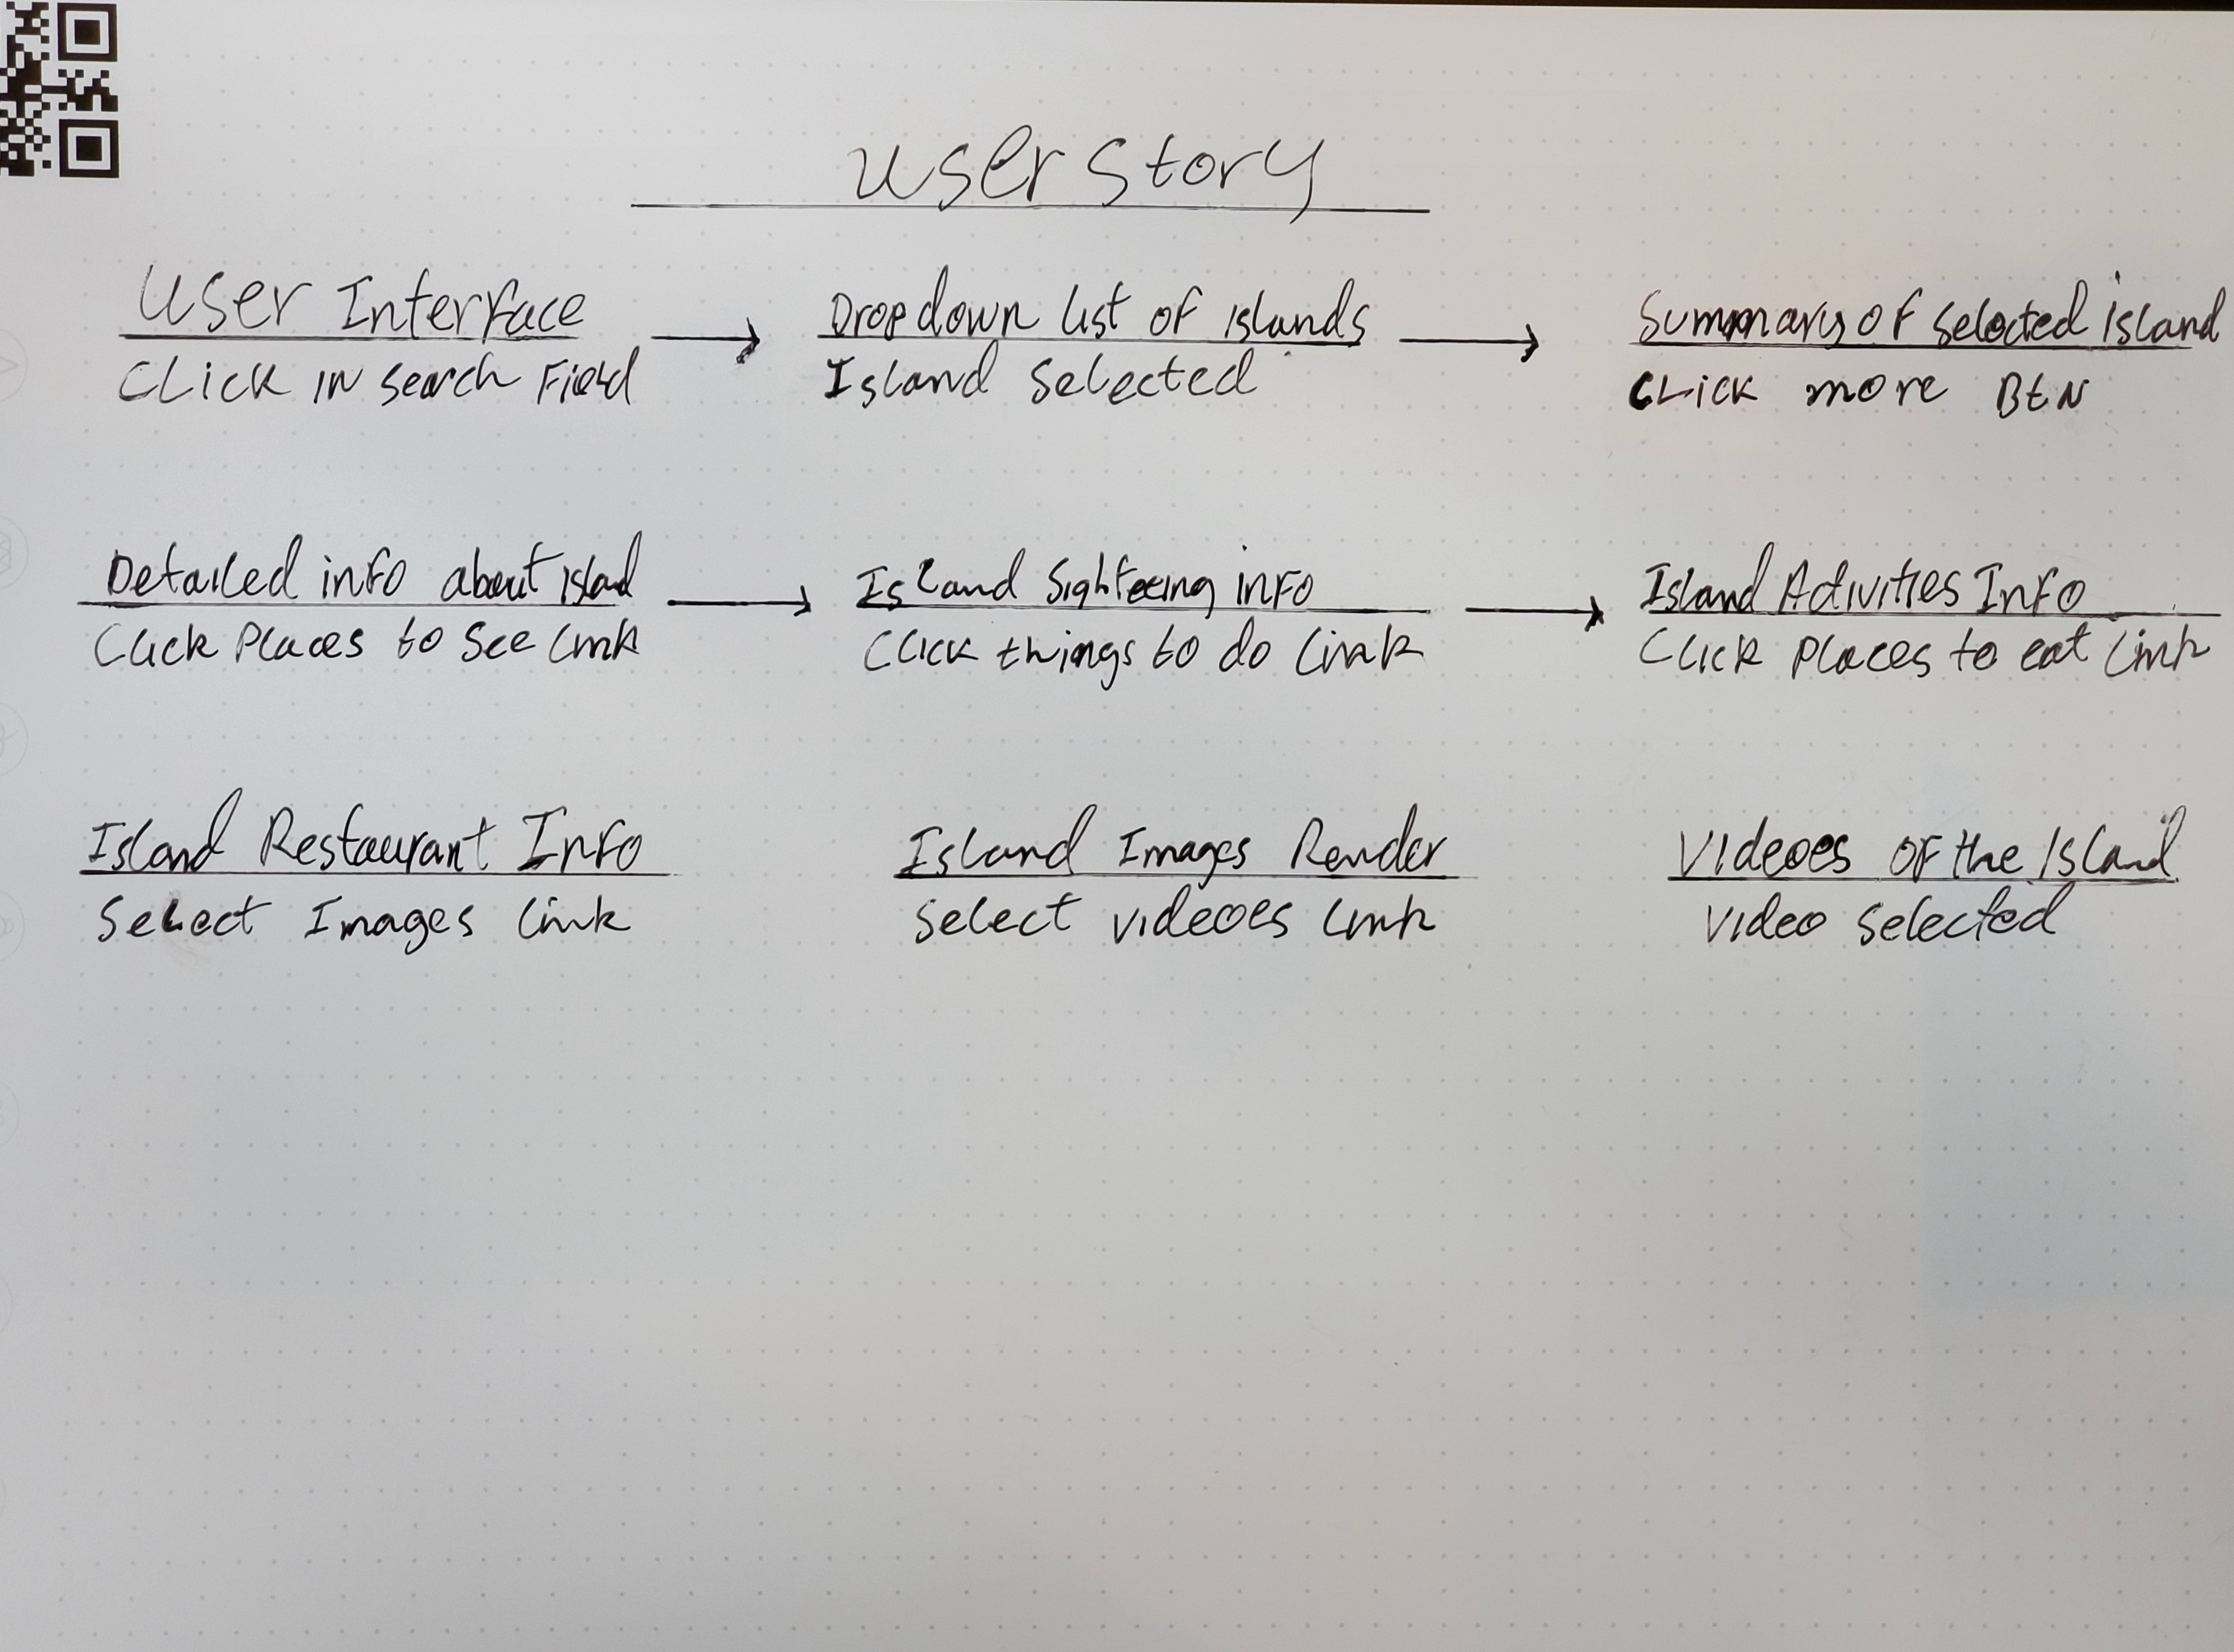 User Story
User Interface → Dropdown list of islands → Summary of selected island
Click in search Field Island selected Click more Btn
Detailed info about island → Island Sighteeing info → Island Activities Info
Click Places to See link Click things to do link Click Places to eat link
Island Restaurant Info Island Images Render Videoes of the Island
Select Images link Select videoes link Video selected